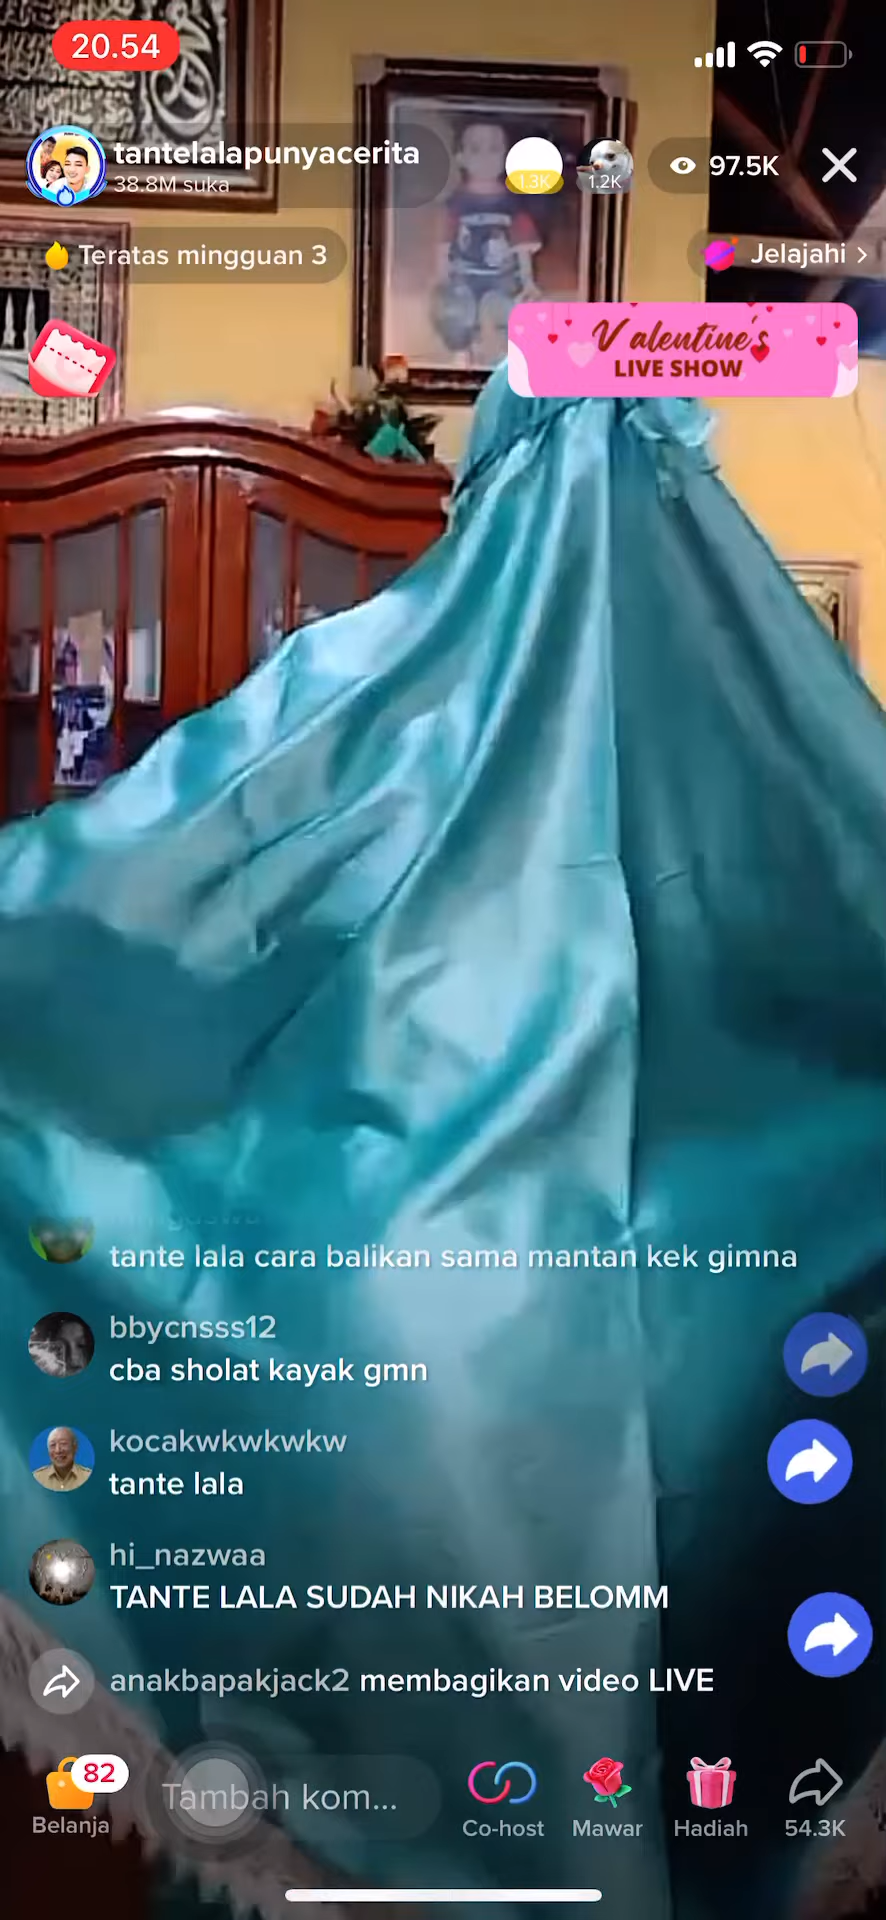 20.54
tantelalapunyacerita
38.8M suka
1.3K
1.2K
97.5K
Teratas mingguan 3
Jelajahi >
Valentine's
LIVE SHOW
tante lala cara balikan sama mantan kek gimna
bbycnsss12
cba sholat kayak gmn
kocakwkwkwkw
tante lala
hi_nazwaa
TANTE LALA SUDAH NIKAH BELOMM
anakbapakjack2 membagikan video LIVE
82
Tambah kom...
Belanja
Co-host
Mawar
Hadiah
54.3K